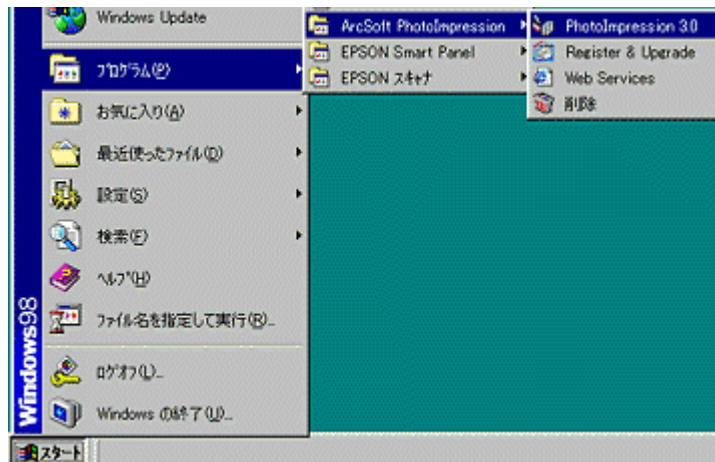 Windows Update
プログラム(P)
お気に入り(A)
最近使ったファイル(D)
設定(S)
検索(F)
ヘルプ(H)
ファイル名を指定して実行(R)...
ログオフ(L)...
Windows の終了(U)...
Windows98
スタート
ArcSoft PhotoImpression
EPSON Smart Panel
EPSON スキャナ
PhotoImpression 3.0
Register & Upgrade
Web Services
削除